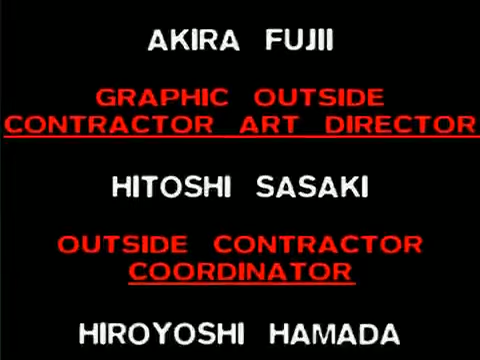 AKIRA FUJII
GRAPHIC OUTSIDE
CONTRACTOR ART DIRECTOR
HITOSHI SASAKI
OUTSIDE CONTRACTOR
COORDINATOR
HIROYOSHI HAMADA